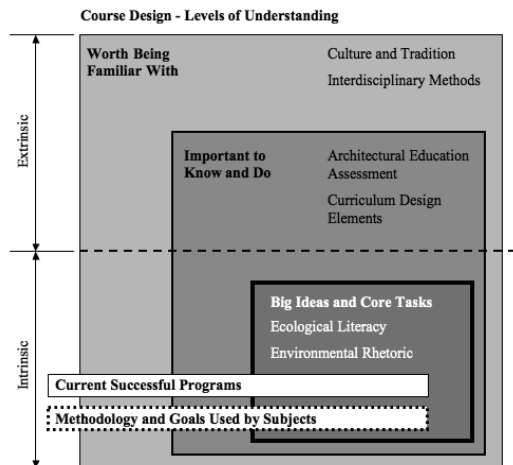 Course Design - Levels of Understanding
Worth Being
Familiar With
Culture and Tradition
Interdisciplinary Methods
Extrinsic
Important to
Know and Do
Architectural Education
Assessment
Curriculum Design
Elements
Intrinsic
Big Ideas and Core Tasks
Ecological Literacy
Environmental Rhetoric
Current Successful Programs
Methodology and Goals Used by Subjects